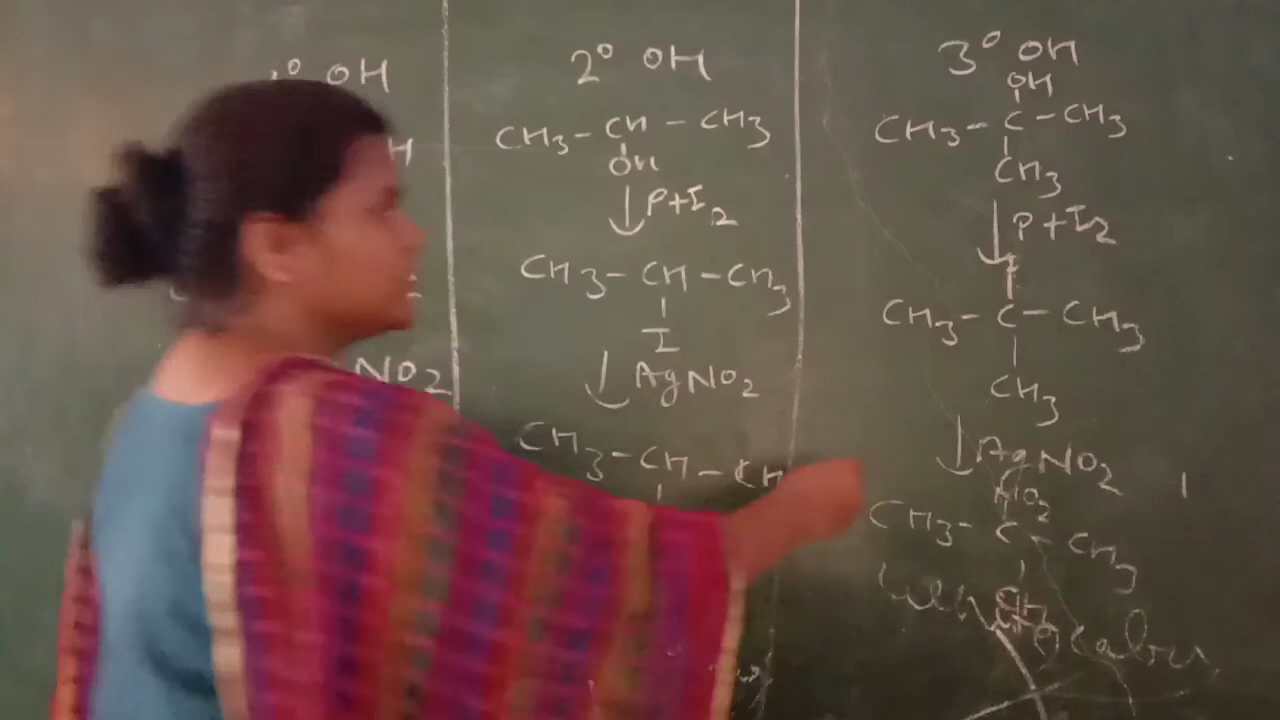 OH
H
NO2
2° OH
CH3-CH-CH3
OH
↓P+I2
CH3-CH-CH3
I
↓AgNO2
CH3-CH-CH
3° OH
OH
CH3-C-CH3
CH3
↓P+I2
I
CH3-C-CH3
CH3
↓AgNO2
NO2
CH3-C-CH3